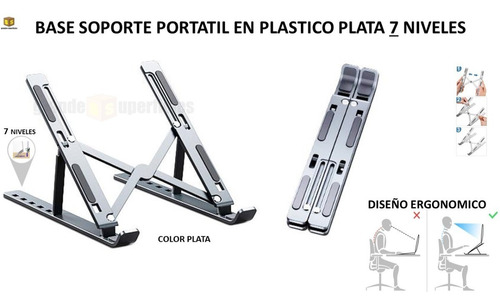 BASE SOPORTE PORTATIL EN PLASTICO PLATA 7 NIVELES
7 NIVELES
COLOR PLATA
DISEÑO ERGONOMICO